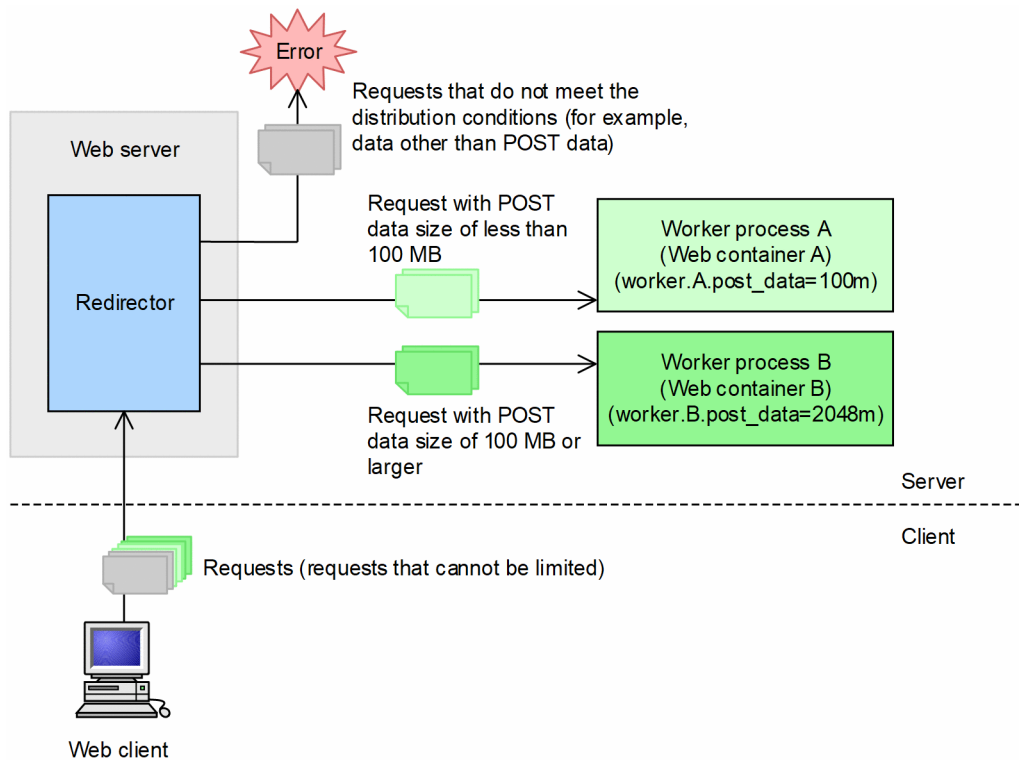 Error
Requests that do not meet the
distribution conditions (for example,
data other than POST data)
Web server
Redirector
Request with POST
data size of less than
100 MB
Worker process A
(Web container A)
(worker.A.post_data=100m)
Worker process B
(Web container B)
(worker.B.post_data=2048m)
Request with POST
data size of 100 MB or
larger
Server
Client
Requests (requests that cannot be limited)
Web client